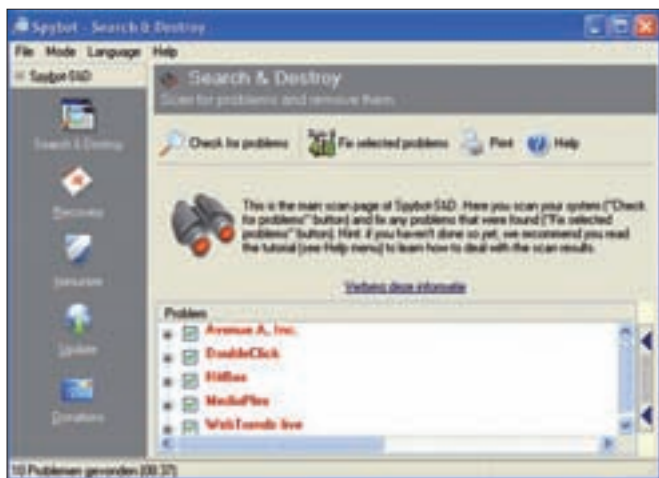 Spybot - Search & Destroy
File Mode Language Help
Spybot-S&D
Search & Destroy
Scan for problems and remove them.
Search & Destroy
Check for problems Fix selected problems Print Help
Recovery
This is the main scan page of Spybot-S&D. Here you scan your system ("Check
for problems" button) and fix any problems that were found ("Fix selected
problems" button). Hint: if you haven't done so yet, we recommend you read
the tutorial (see Help menu) to learn how to deal with the scan results.
Immunize
Verberg deze informatie
Update
Problem
Avenue A, Inc.
DoubleClick
HitBox
MediaPlex
WebTrends live
Donations
10 Problemen gevonden (00:37)